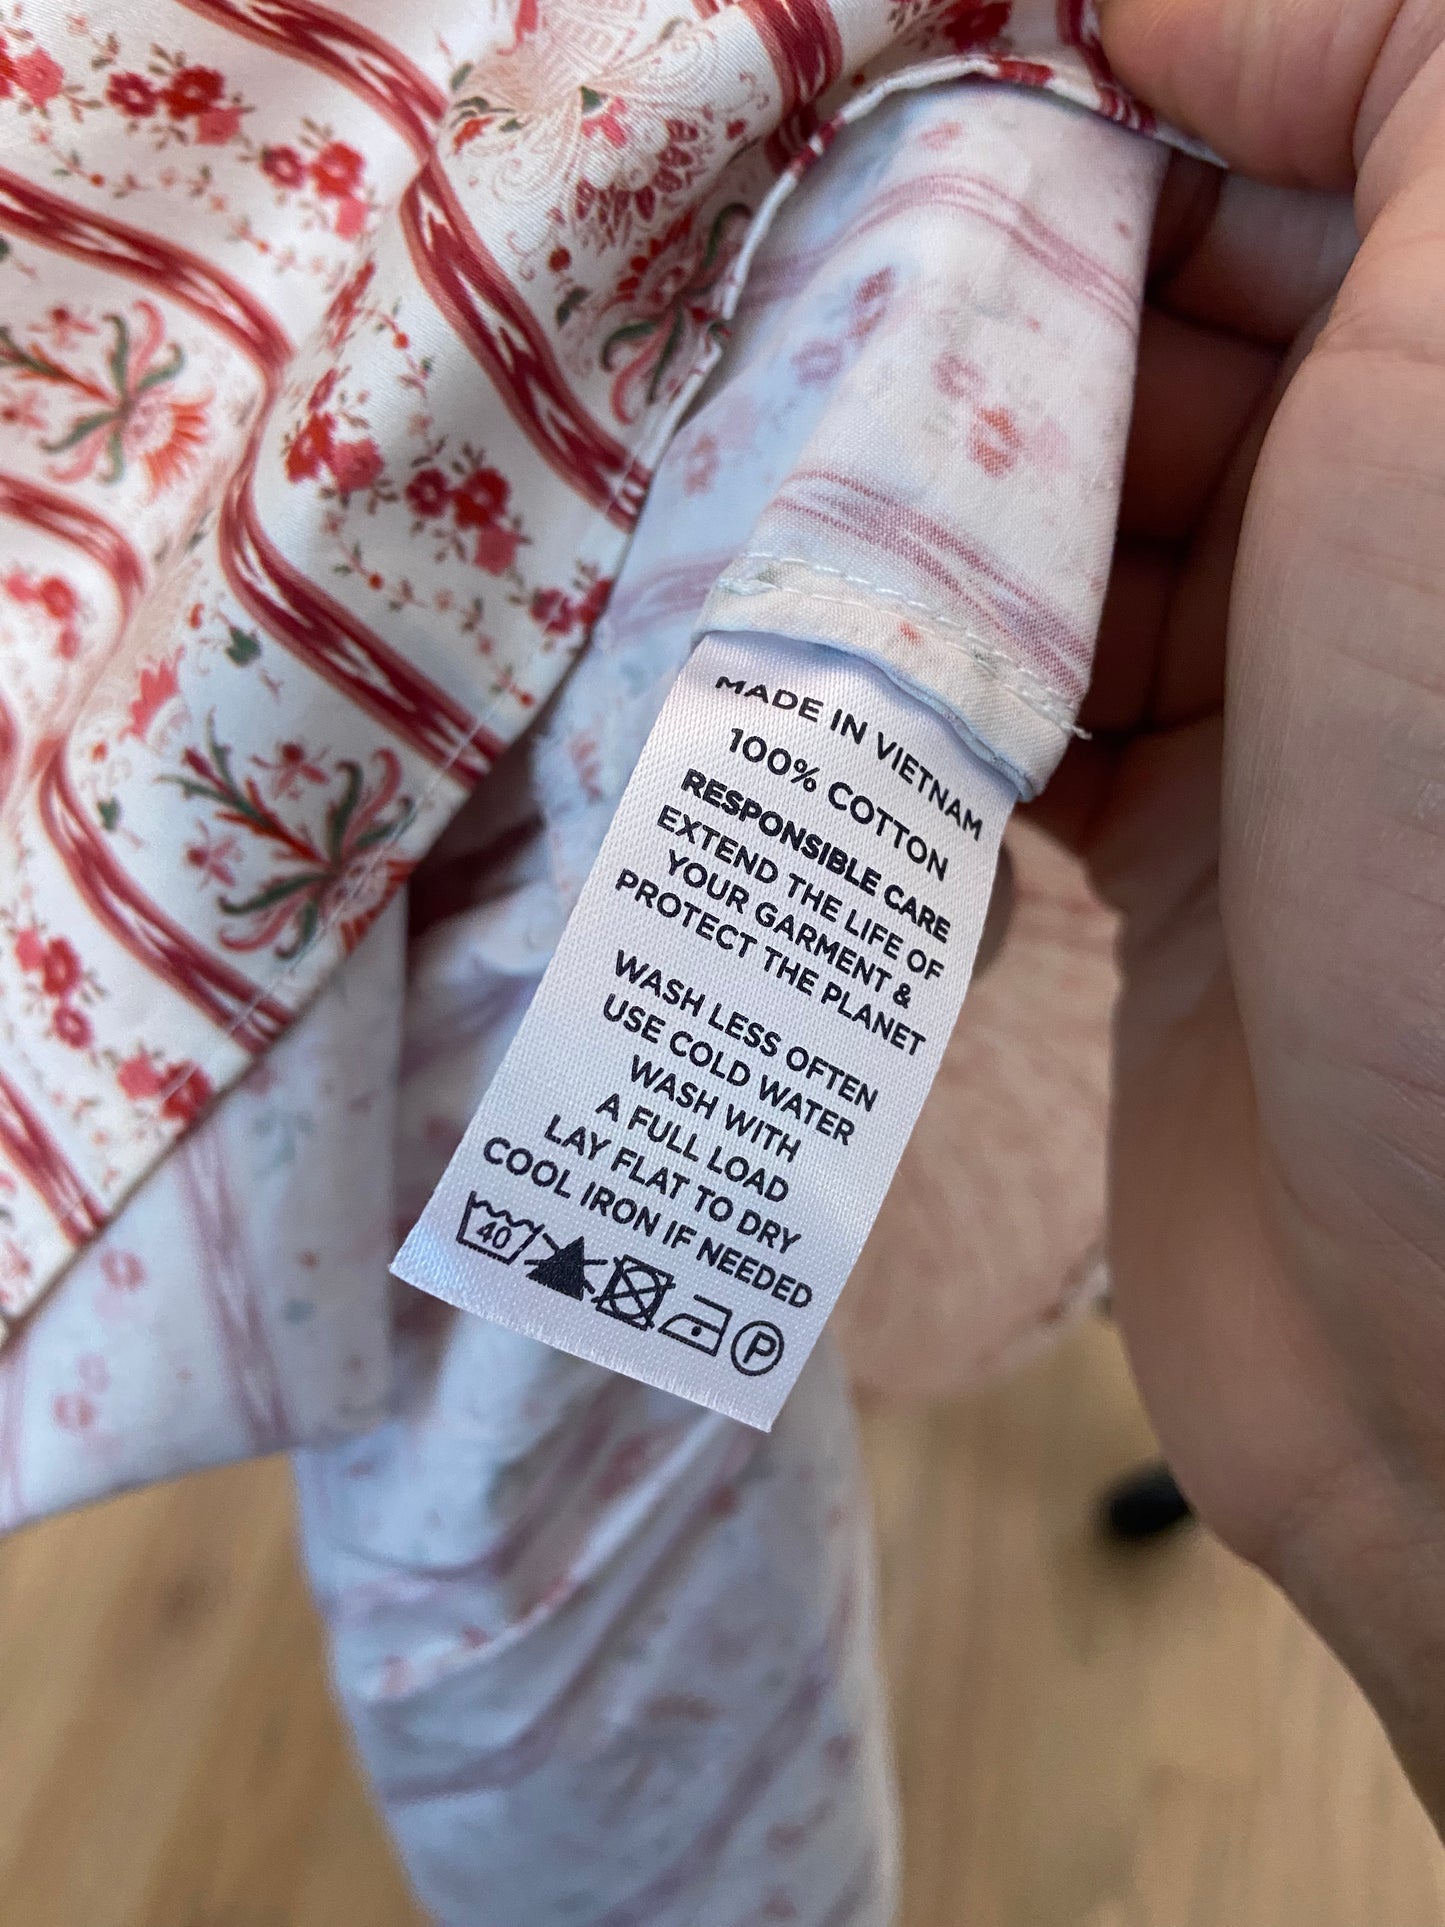 MADE IN VIETNAM
100% COTTON
RESPONSIBLE CARE
EXTEND THE LIFE OF
YOUR GARMENT &
PROTECT THE PLANET
WASH LESS OFTEN
USE COLD WATER
WASH WITH
A FULL LOAD
LAY FLAT TO DRY
COOL IRON IF NEEDED
40 P